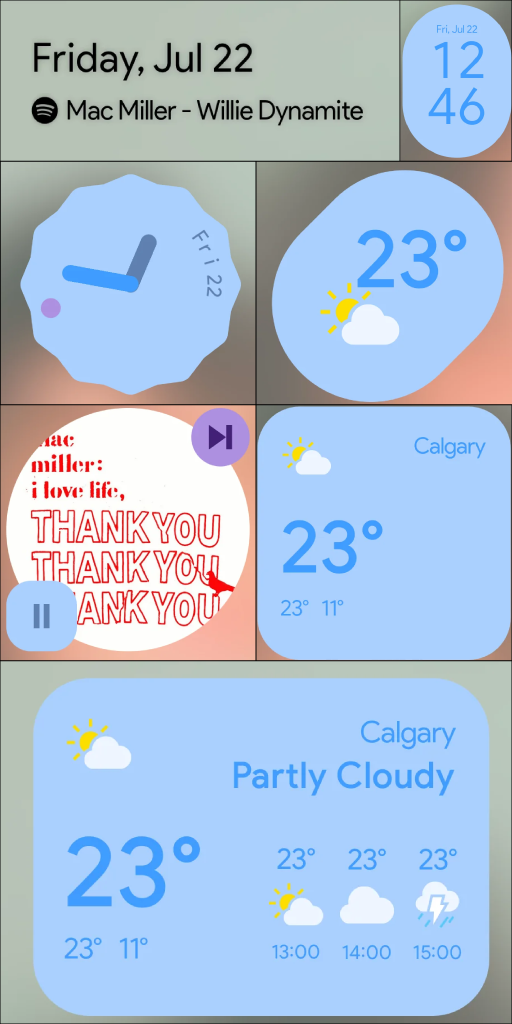 Friday, Jul 22
Mac Miller - Willie Dynamite
Fri, Jul 22
12
46
Fri 22
23°
mac
miller:
i love life,
THANK YOU
THANK YOU
THANK YOU
Calgary
23°
23° 11°
Calgary
Partly Cloudy
23°
23° 11°
23° 23° 23°
13:00 14:00 15:00